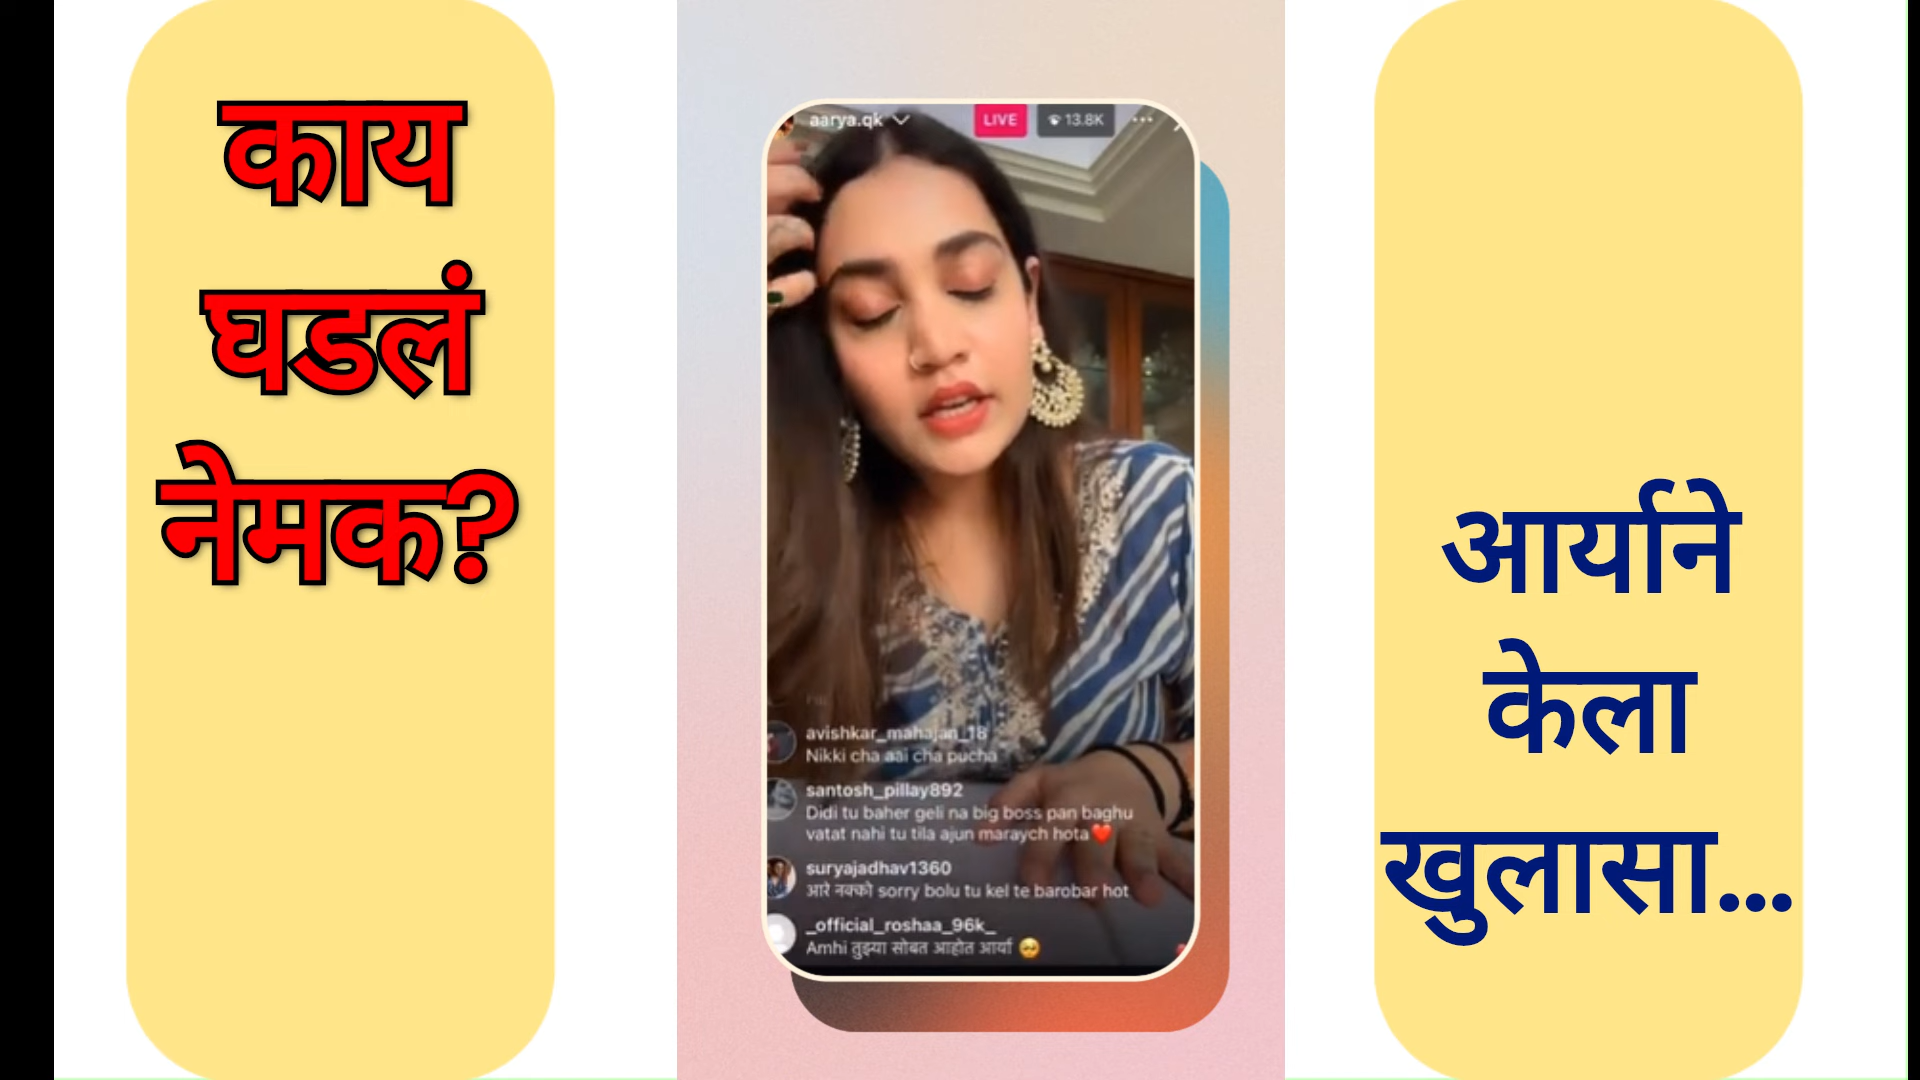 काय
घडलं
नेमक?
aarya.qk
LIVE
13.8K
avishkar_mahajan_18
Nikki cha aai cha pucha
santosh_pillay892
Didi tu baher geli na big boss pan baghu
vatat nahi tu tila ajun maraych hota❤️
suryajadhav1360
आरे नक्को sorry bolu tu kel te barobar hot
_official_roshaa_96k_
Amhi तुझ्या सोबत आहोत आर्या 🥺
आर्याने
केला
खुलासा...